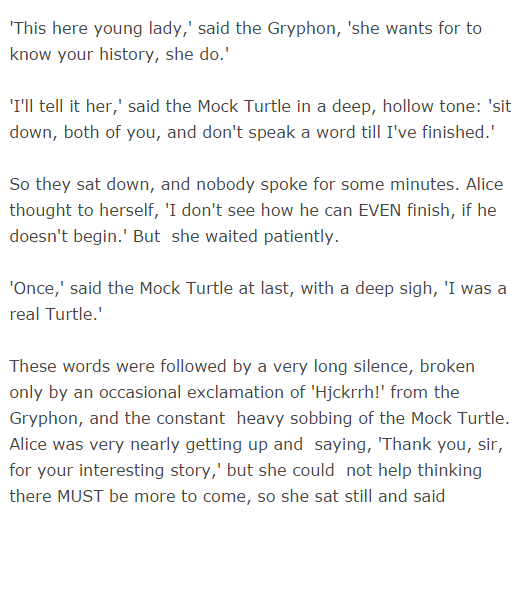 'This here young lady,' said the Gryphon, 'she wants for to
know your history, she do.'
'I'll tell it her,' said the Mock Turtle in a deep, hollow tone: 'sit
down, both of you, and don't speak a word till I've finished.'
So they sat down, and nobody spoke for some minutes. Alice
thought to herself, 'I don't see how he can EVEN finish, if he
doesn't begin.' But  she waited patiently.
'Once,' said the Mock Turtle at last, with a deep sigh, 'I was a
real Turtle.'
These words were followed by a very long silence, broken
only by an occasional exclamation of 'Hjckrrh!' from the
Gryphon, and the constant  heavy sobbing of the Mock Turtle.
Alice was very nearly getting up and  saying, 'Thank you, sir,
for your interesting story,' but she could  not help thinking
there MUST be more to come, so she sat still and said